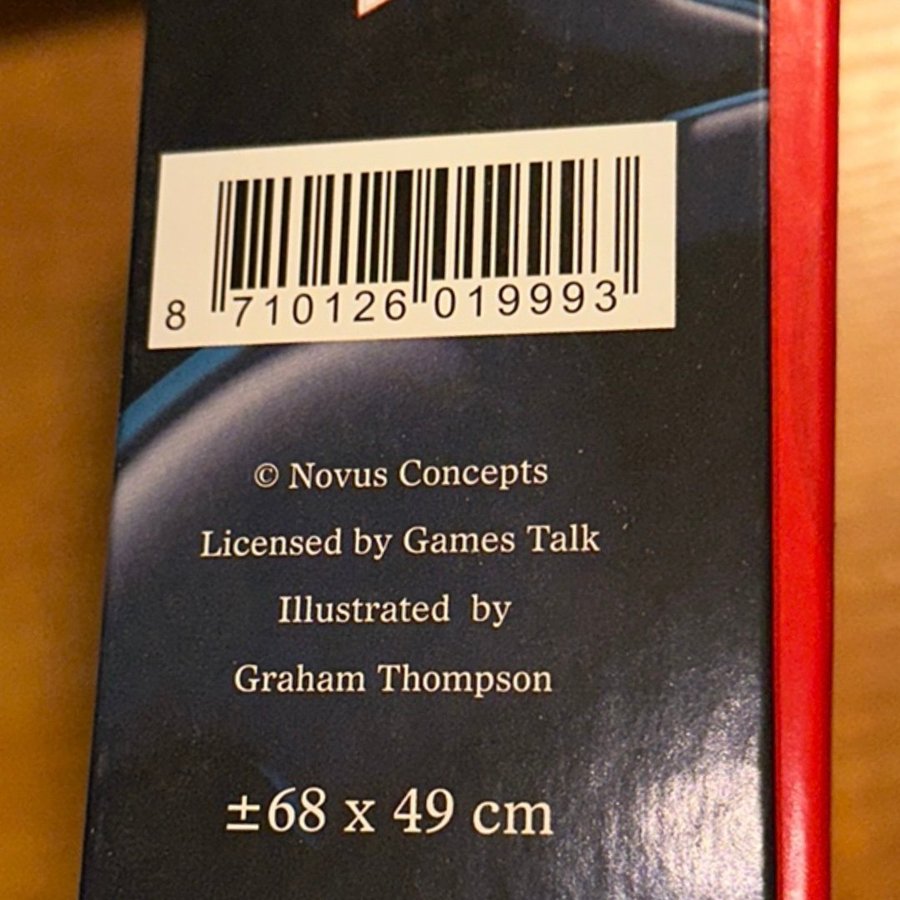 8 710126 019993
© Novus Concepts
Licensed by Games Talk
Illustrated by
Graham Thompson
±68 x 49 cm